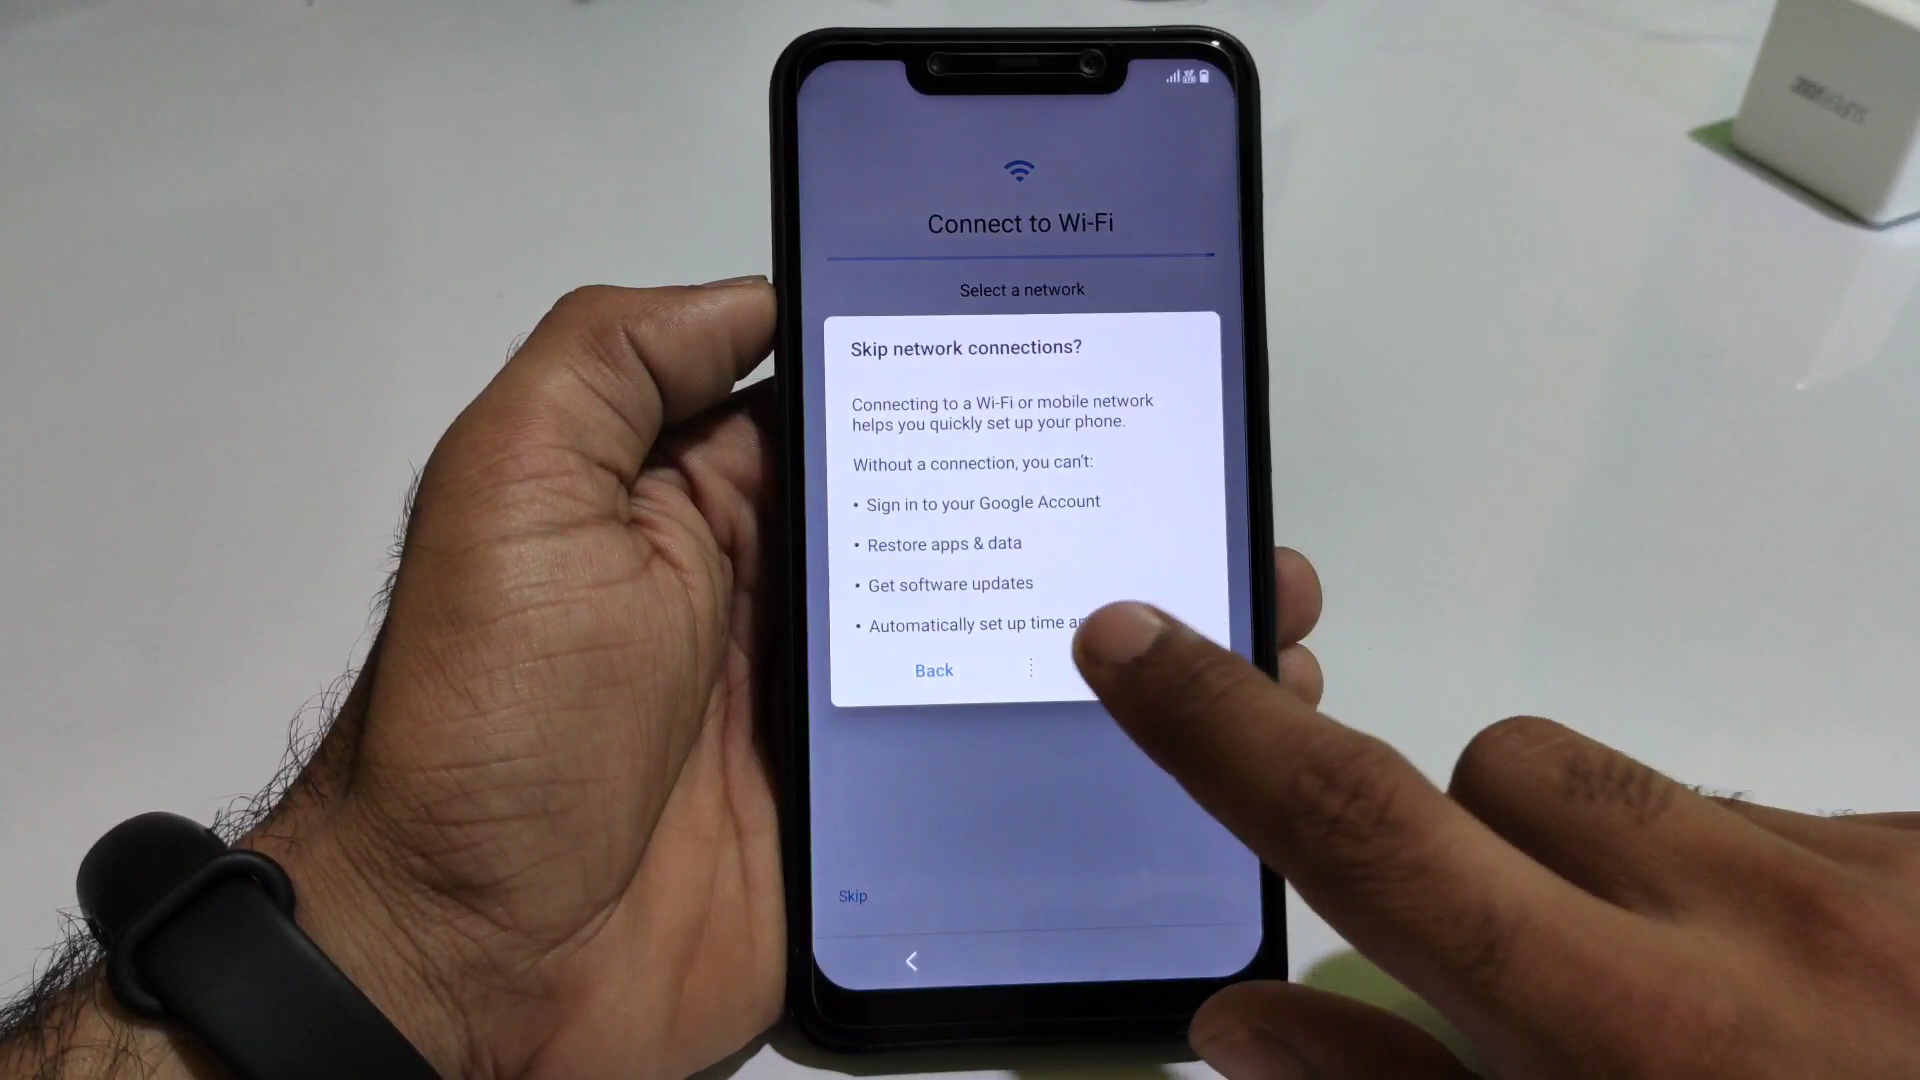 Connect to Wi-Fi
Select a network
Skip network connections?
Connecting to a Wi-Fi or mobile network
helps you quickly set up your phone.
Without a connection, you can't:
• Sign in to your Google Account
• Restore apps & data
• Get software updates
• Automatically set up time
Back
Skip